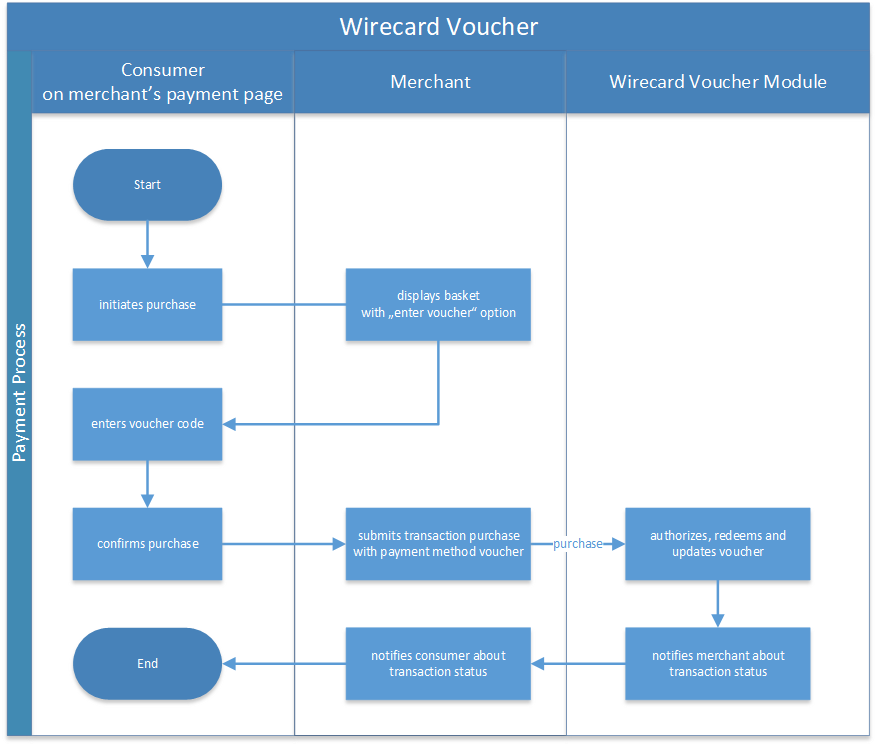 Wirecard Voucher
Consumer
on merchant's payment page
Merchant
Wirecard Voucher Module
Payment Process
Start
initiates purchase
displays basket
with „enter voucher“ option
enters voucher code
confirms purchase
submits transaction purchase
with payment method voucher
purchase
authorizes, redeems and
updates voucher
End
notifies consumer about
transaction status
notifies merchant about
transaction status